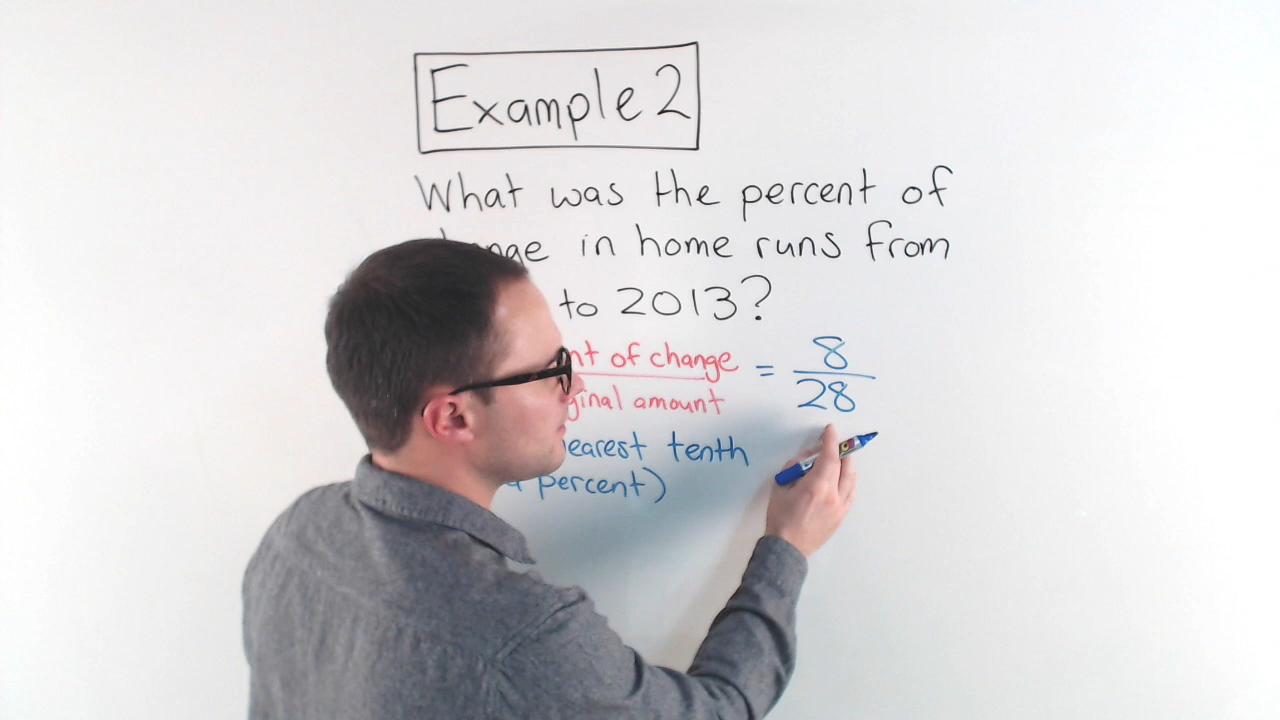 Example 2
What was the percent of
in home runs from
to 2013?
of change = 8
amount 28
tenth
percent)